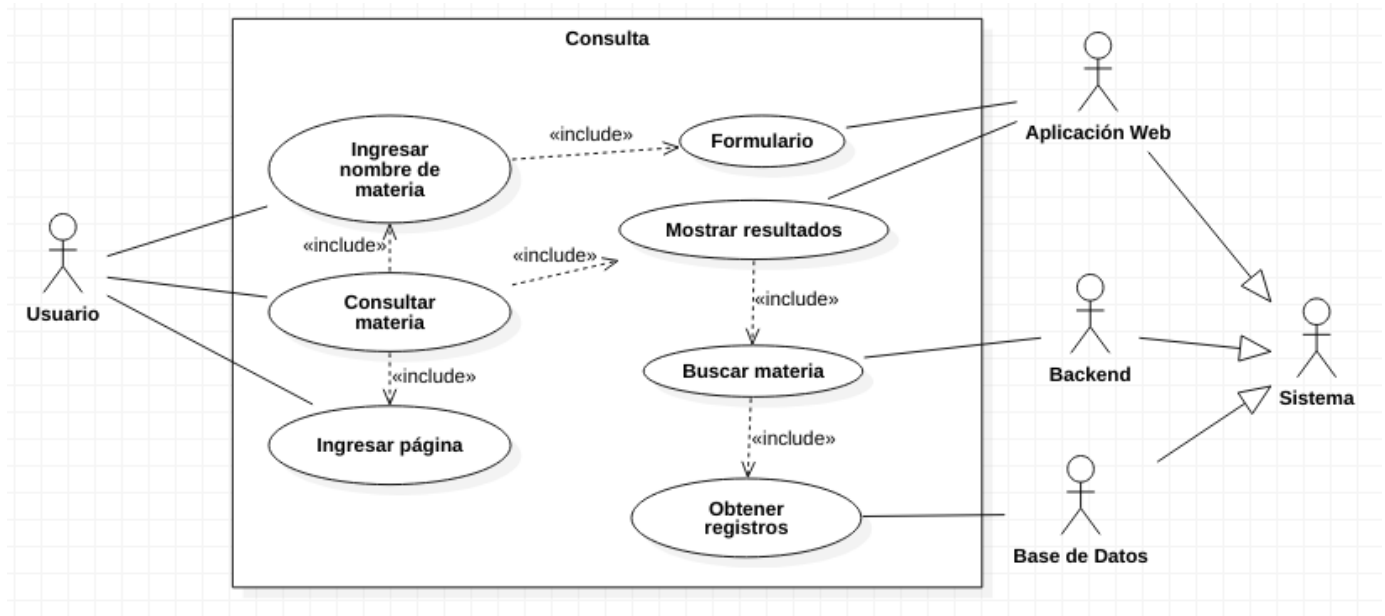 Consulta
Ingresar
nombre de
materia
«include»
Formulario
Aplicación Web
«include»
«include»
Mostrar resultados
Usuario
Consultar
materia
«include»
Buscar materia
Backend
Sistema
«include»
Ingresar página
«include»
Obtener
registros
Base de Datos